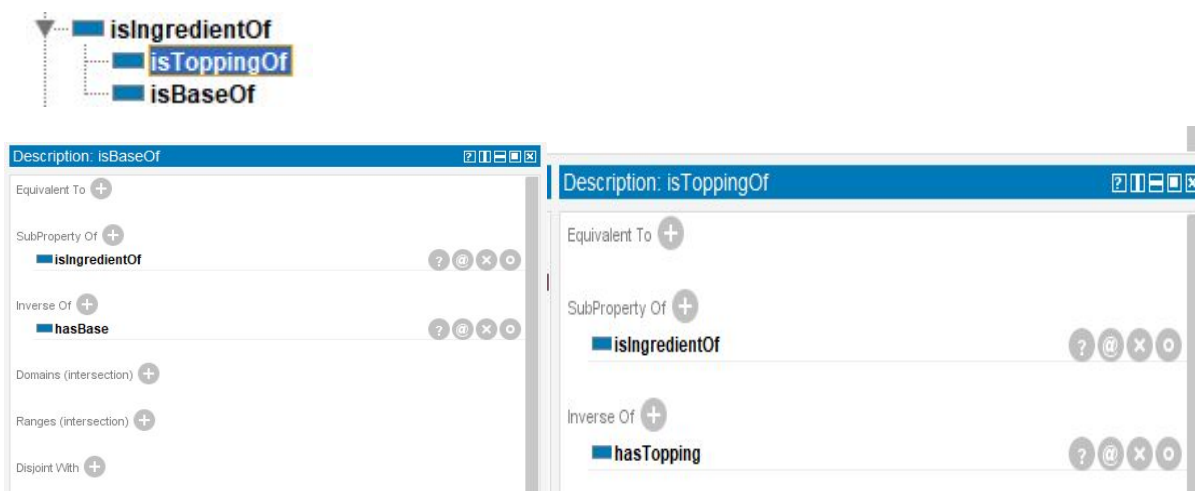 isIngredientOf
isToppingOf
isBaseOf
Description: isBaseOf
Equivalent To
SubProperty Of
isIngredientOf
Inverse Of
hasBase
Domains (intersection)
Ranges (intersection)
Disjoint With
Description: isToppingOf
Equivalent To
SubProperty Of
isIngredientOf
Inverse Of
hasTopping